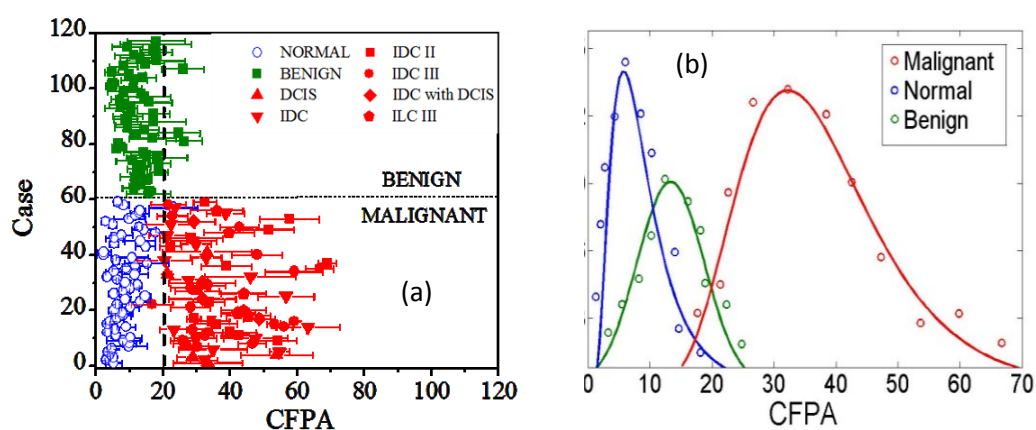 120
100
80
60
40
20
0
Case
NORMAL
BENIGN
DCIS
IDC
IDC II
IDC III
IDC with DCIS
ILC III
BENIGN
MALIGNANT
(a)
0 20 40 60 80 100 120
CFPA
(b)
Malignant
Normal
Benign
0 10 20 30 40 50 60 70
CFPA